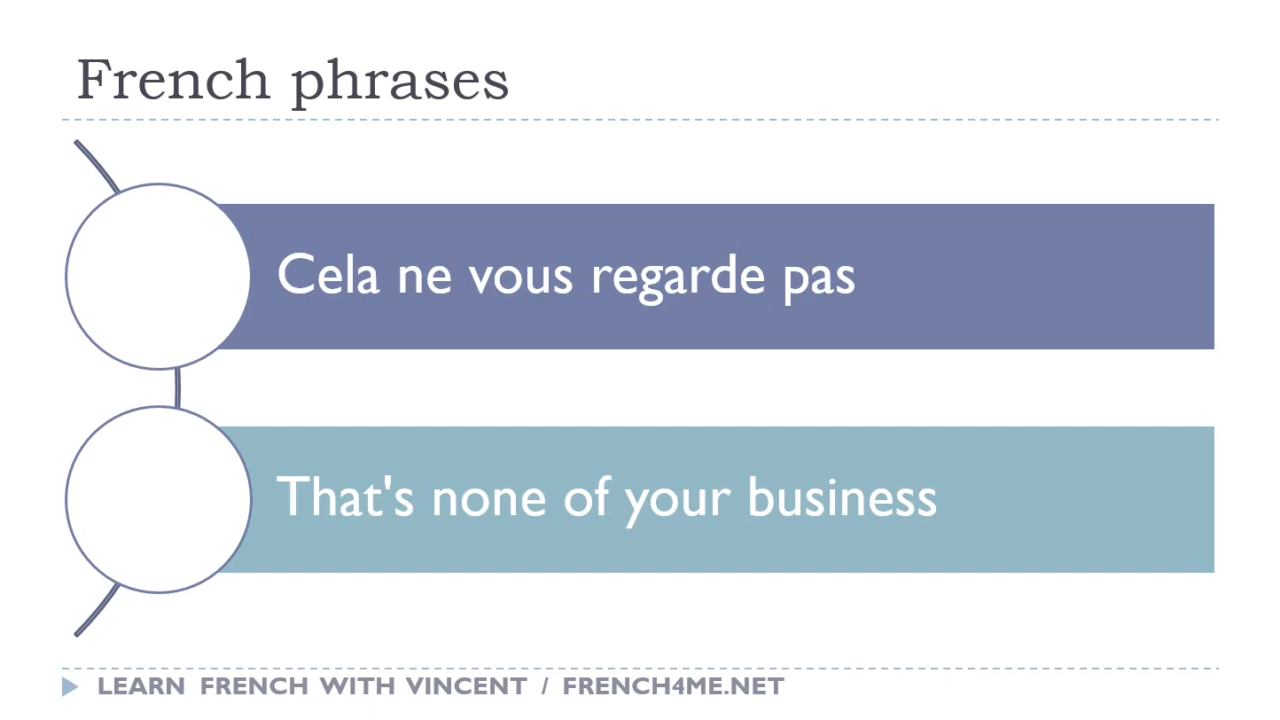 French phrases
Cela ne vous regarde pas
That's none of your business
LEARN FRENCH WITH VINCENT / FRENCH4ME.NET